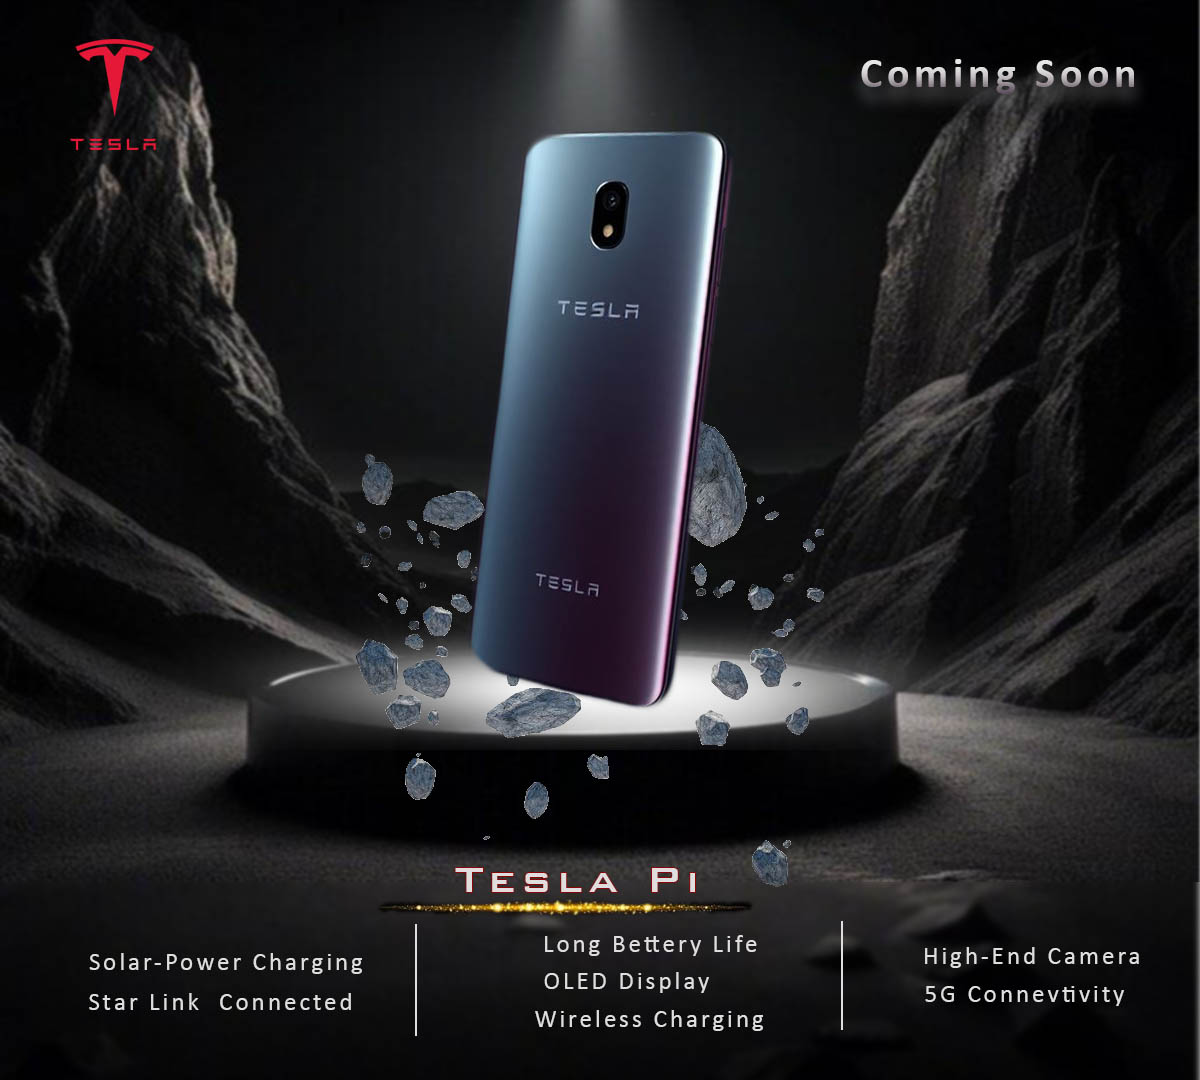 TESLA
Coming Soon
TESLA
TESLA
Tesla Pi
Solar-Power Charging
Star Link Connected
Long Bettery Life
OLED Display
Wireless Charging
High-End Camera
5G Connevtivity